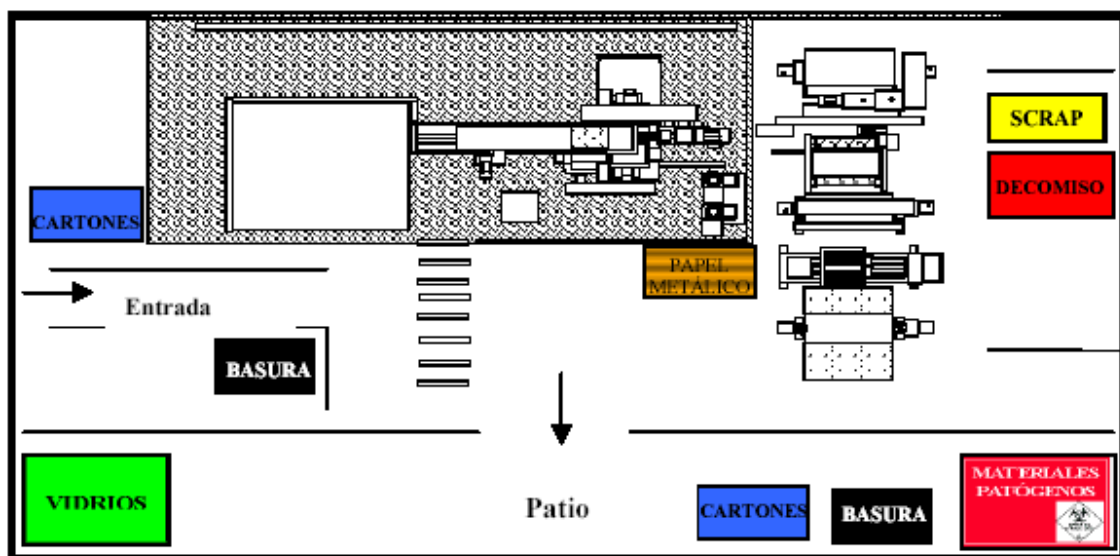 SCRAP
DECOMISO
CARTONES
PAPEL
METÁLICO
Entrada
BASURA
VIDRIOS
Patio
CARTONES
BASURA
MATERIALES
PATÓGENOS